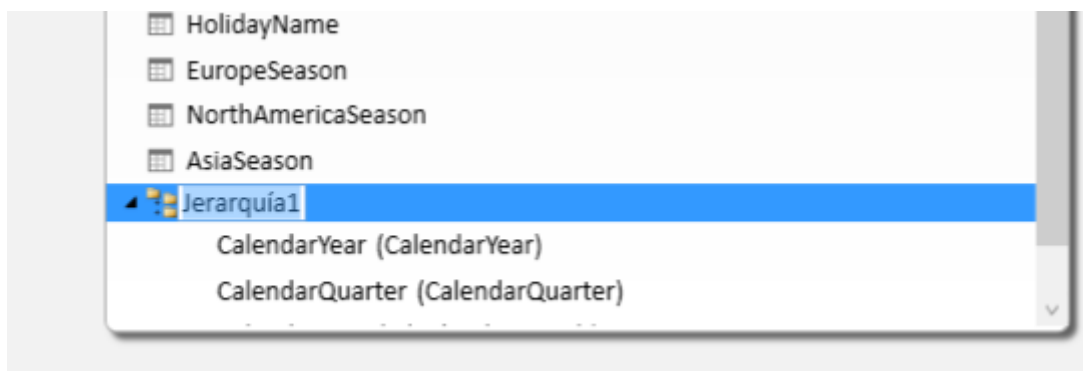 HolidayName
EuropeSeason
NorthAmericaSeason
AsiaSeason
Jerarquía1
CalendarYear (CalendarYear)
CalendarQuarter (CalendarQuarter)